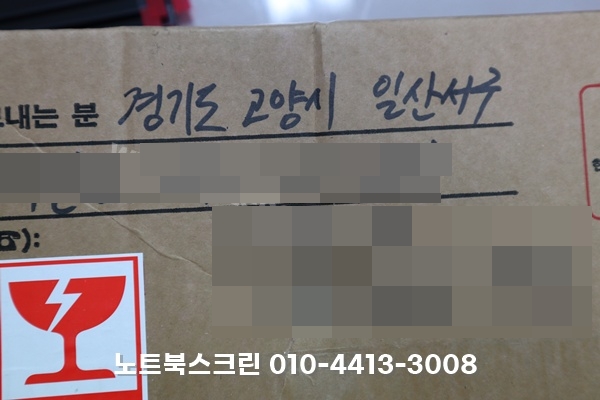 내는 분 경기도 고양시 일산서구
☎):
노트북스크린 010-4413-3008